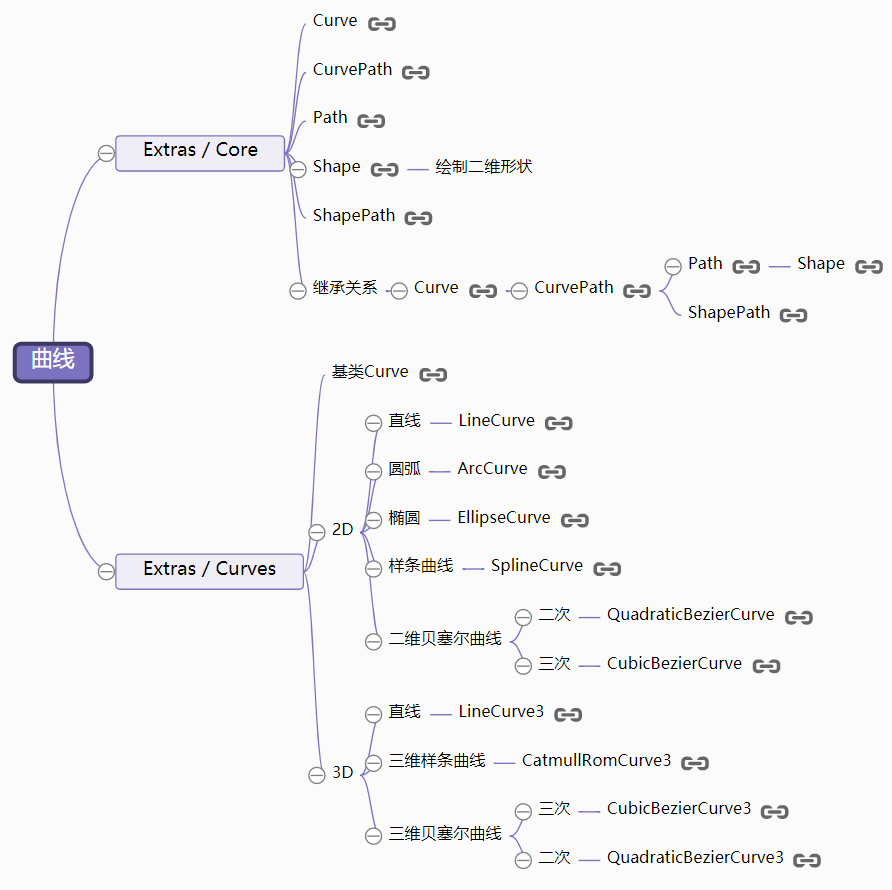 曲线
Extras / Core
Curve
CurvePath
Path
Shape 绘制二维形状
ShapePath
继承关系 Curve CurvePath
Path Shape
ShapePath
Extras / Curves
基类Curve
2D
直线 LineCurve
圆弧 ArcCurve
椭圆 EllipseCurve
样条曲线 SplineCurve
二维贝塞尔曲线
二次 QuadraticBezierCurve
三次 CubicBezierCurve
3D
直线 LineCurve3
三维样条曲线 CatmullRomCurve3
三维贝塞尔曲线
三次 CubicBezierCurve3
二次 QuadraticBezierCurve3